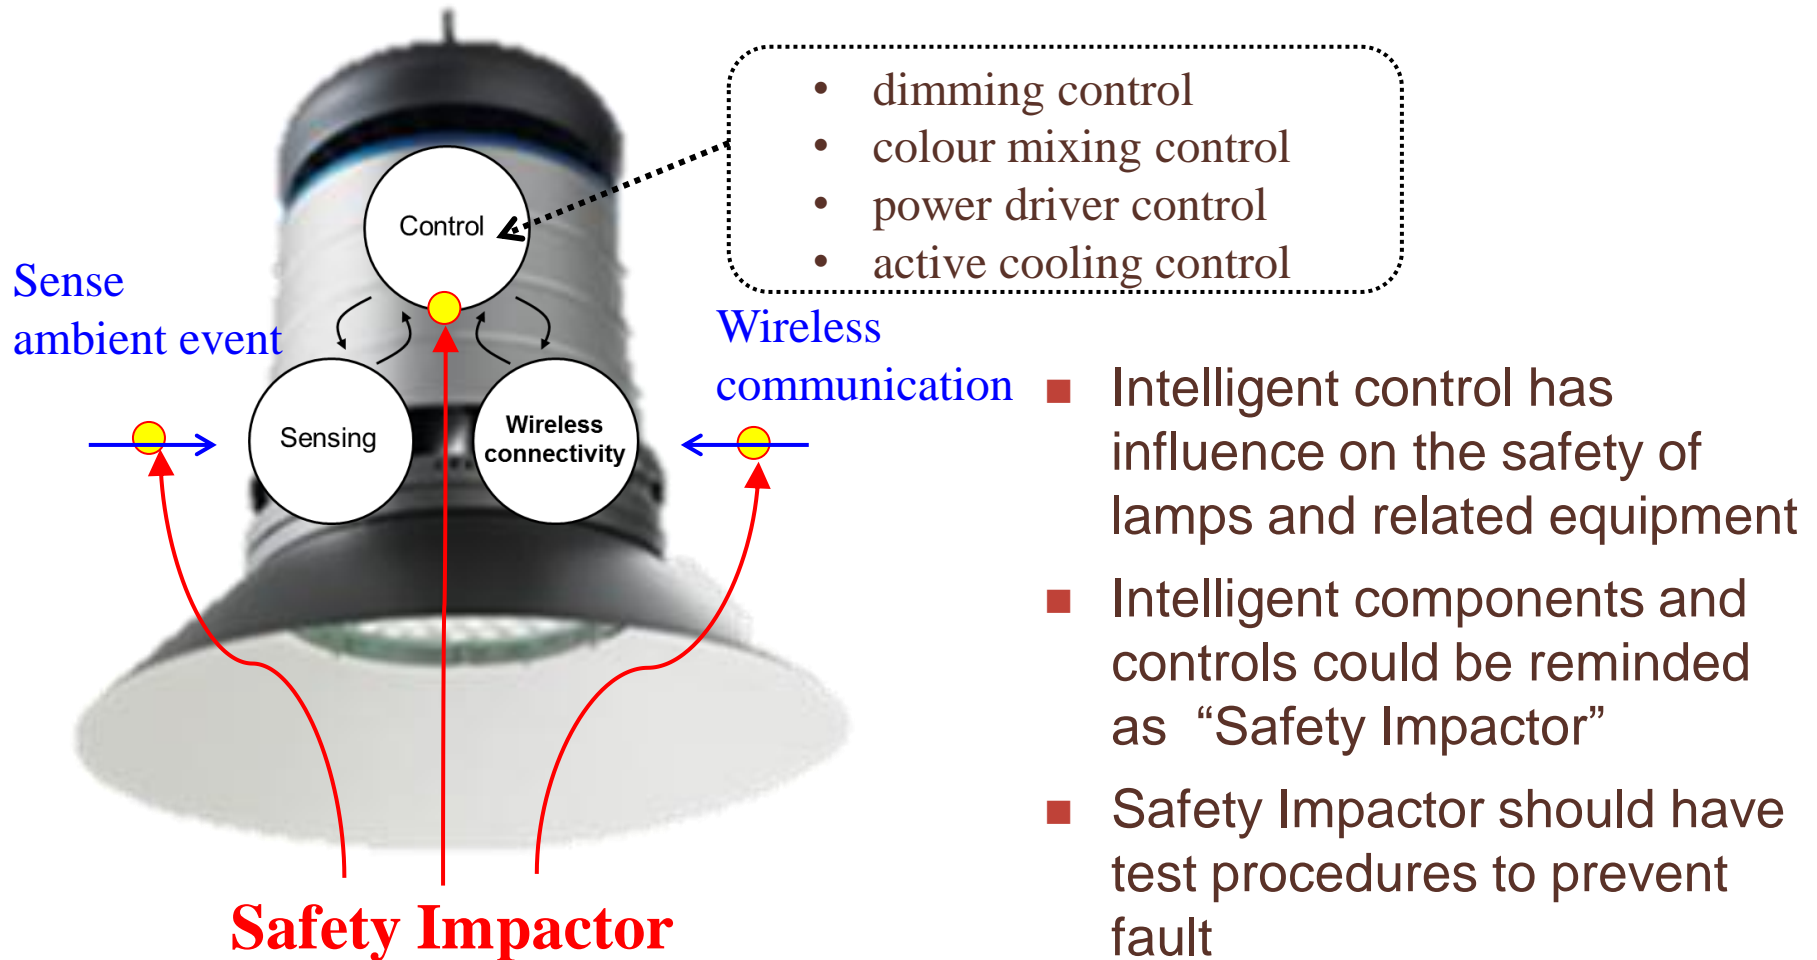 • dimming control
• colour mixing control
• power driver control
• active cooling control
Control
Sense
ambient event
Wireless
communication
Sensing
Wireless
connectivity
Safety Impactor
■ Intelligent control has
influence on the safety of
lamps and related equipment
■ Intelligent components and
controls could be reminded
as “Safety Impactor”
■ Safety Impactor should have
test procedures to prevent
fault